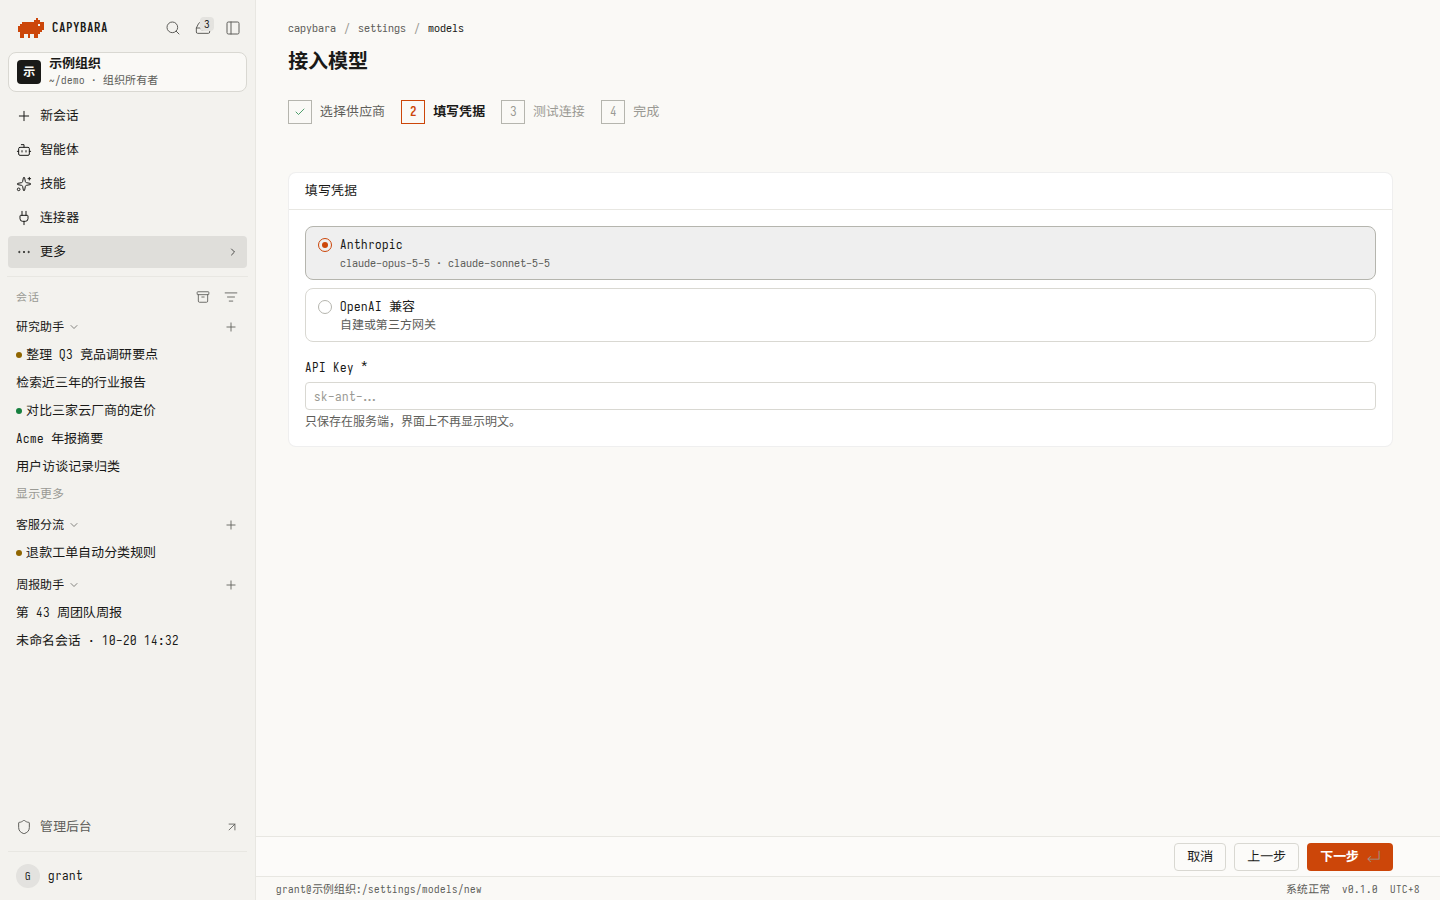 CAPYBARA
3
示
示例组织
~/demo · 组织所有者
新会话
智能体
技能
连接器
更多
会话
研究助手
整理 Q3 竞品调研要点
检索近三年的行业报告
对比三家云厂商的定价
Acme 年报摘要
用户访谈记录归类
显示更多
客服分流
退款工单自动分类规则
周报助手
第 43 周团队周报
未命名会话 · 10-20 14:32
管理后台
G grant
capybara / settings / models
接入模型
选择供应商 2 填写凭据 3 测试连接 4 完成
填写凭据
Anthropic
claude-opus-5-5 · claude-sonnet-5-5
OpenAI 兼容
自建或第三方网关
API Key *
sk-ant-...
只保存在服务端，界面上不再显示明文。
取消 上一步 下一步
grant@示例组织:/settings/models/new
系统正常 v0.1.0 UTC+8